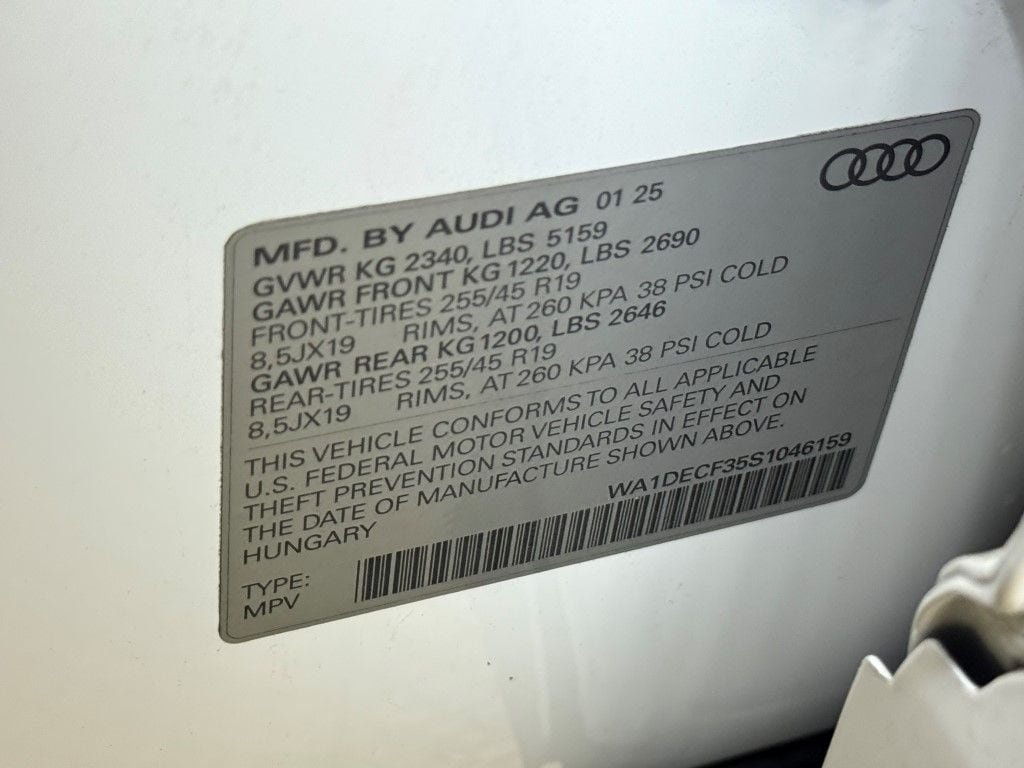 MFD. BY AUDI AG 01 25
GVWR KG 2340, LBS 5159
GAWR FRONT KG 1220, LBS 2690
FRONT-TIRES 255/45 R19
8,5JX19 RIMS, AT 260 KPA 38 PSI COLD
GAWR REAR KG 1200, LBS 2646
REAR-TIRES 255/45 R19
8,5JX19 RIMS, AT 260 KPA 38 PSI COLD
THIS VEHICLE CONFORMS TO ALL APPLICABLE
U.S. FEDERAL MOTOR VEHICLE SAFETY AND
THEFT PREVENTION STANDARDS IN EFFECT ON
THE DATE OF MANUFACTURE SHOWN ABOVE.
HUNGARY WA1DECF35S1046159
TYPE:
MPV